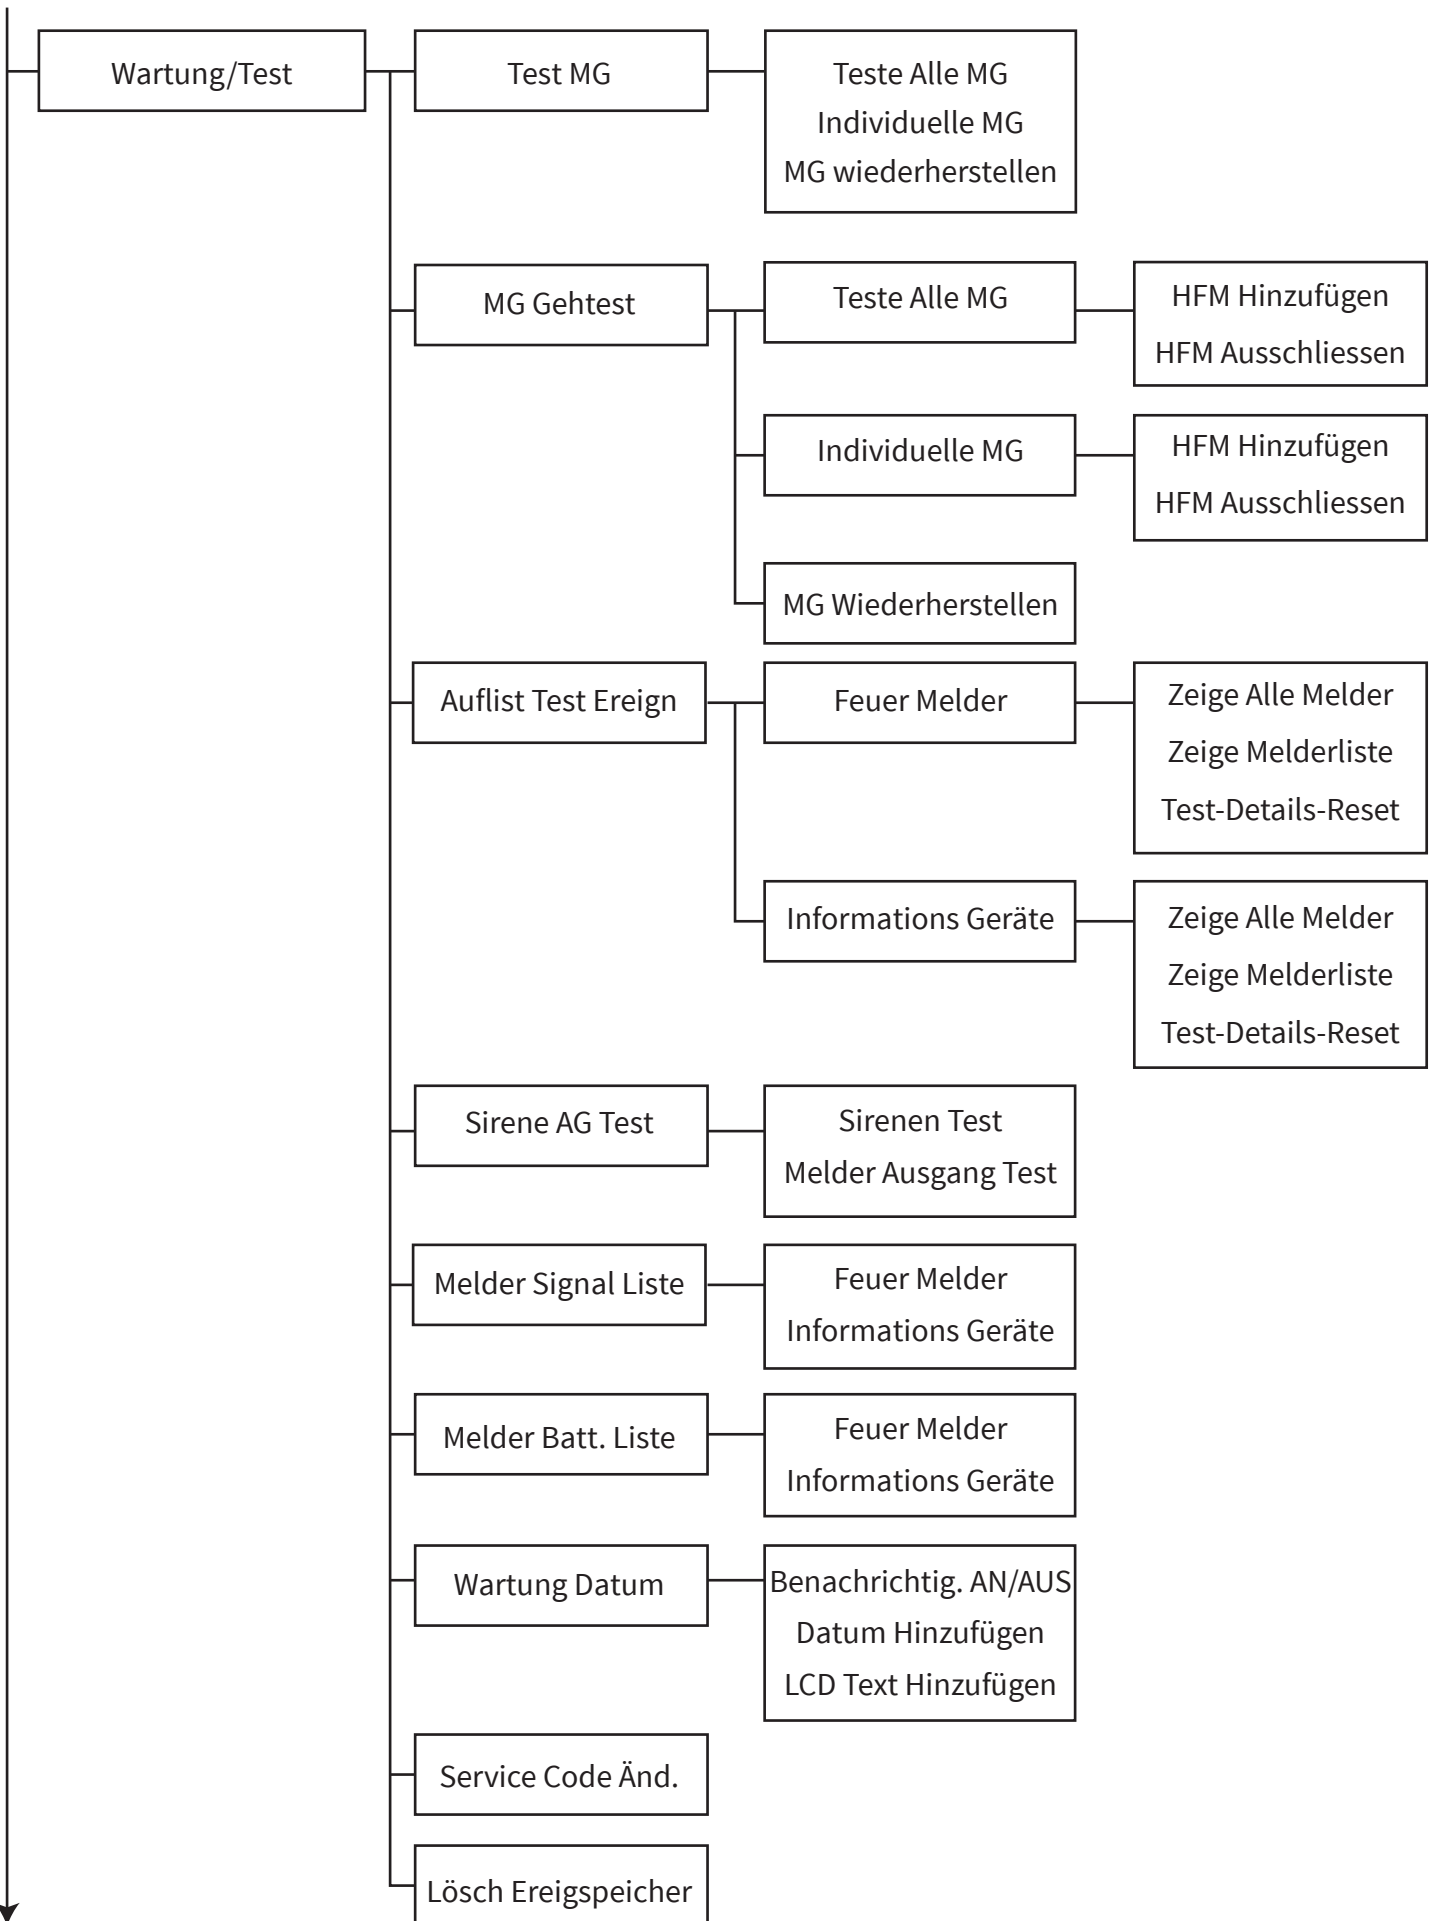 Wartung/Test
Test MG
Teste Alle MG
Individuelle MG
MG wiederherstellen
MG Gehtest
Teste Alle MG
HFM Hinzufügen
HFM Ausschliessen
Individuelle MG
HFM Hinzufügen
HFM Ausschliessen
MG Wiederherstellen
Auflist Test Ereign
Feuer Melder
Zeige Alle Melder
Zeige Melderliste
Test-Details-Reset
Informations Geräte
Zeige Alle Melder
Zeige Melderliste
Test-Details-Reset
Sirene AG Test
Sirenen Test
Melder Ausgang Test
Melder Signal Liste
Feuer Melder
Informations Geräte
Melder Batt. Liste
Feuer Melder
Informations Geräte
Wartung Datum
Benachrichtig. AN/AUS
Datum Hinzufügen
LCD Text Hinzufügen
Service Code Änd.
Lösch Ereigspeicher